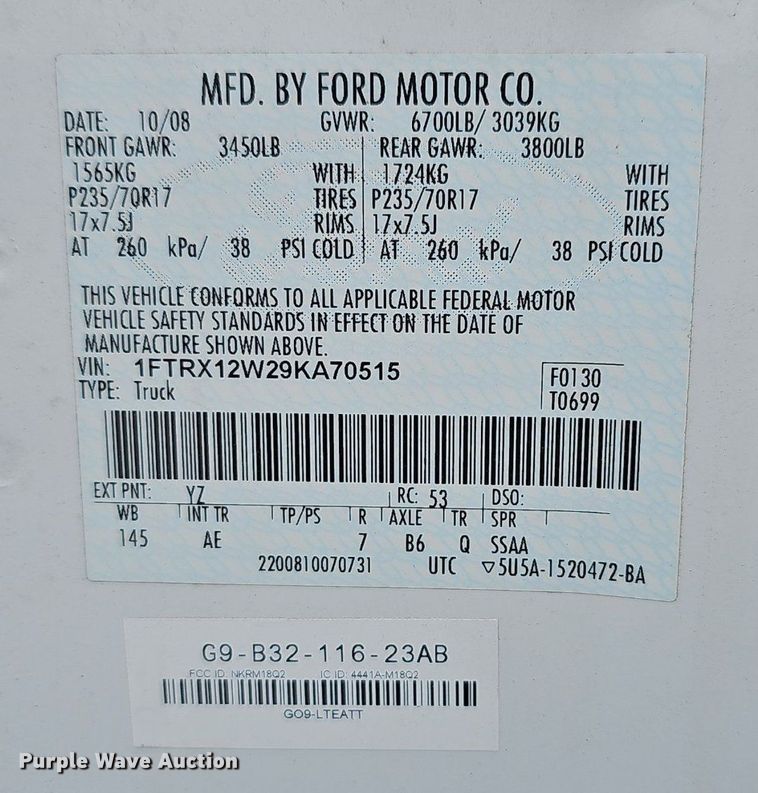 MFD. BY FORD MOTOR CO.
DATE: 10/08 GVWR: 6700LB/ 3039KG
FRONT GAWR: 3450LB REAR GAWR: 3800LB
1565KG WITH 1724KG WITH
P235/70R17 TIRES P235/70R17 TIRES
17x7.5J RIMS 17x7.5J RIMS
AT 260 kPa/ 38 PSI COLD AT 260 kPa/ 38 PSI COLD
THIS VEHICLE CONFORMS TO ALL APPLICABLE FEDERAL MOTOR
VEHICLE SAFETY STANDARDS IN EFFECT ON THE DATE OF
MANUFACTURE SHOWN ABOVE.
VIN: 1FTRX12W29KA70515 F0130
TYPE: Truck T0699
EXT PNT: YZ RC: 53 DSO:
WB INT TR TP/PS R AXLE TR SPR
145 AE 7 B6 Q SSAA
2200810070731 UTC ▽5U5A-1520472-BA
G9-B32-116-23AB
FCC ID: NKRM18Q2 IC ID: 4441A-M18Q2
GO9-LTEATT
Purple Wave Auction